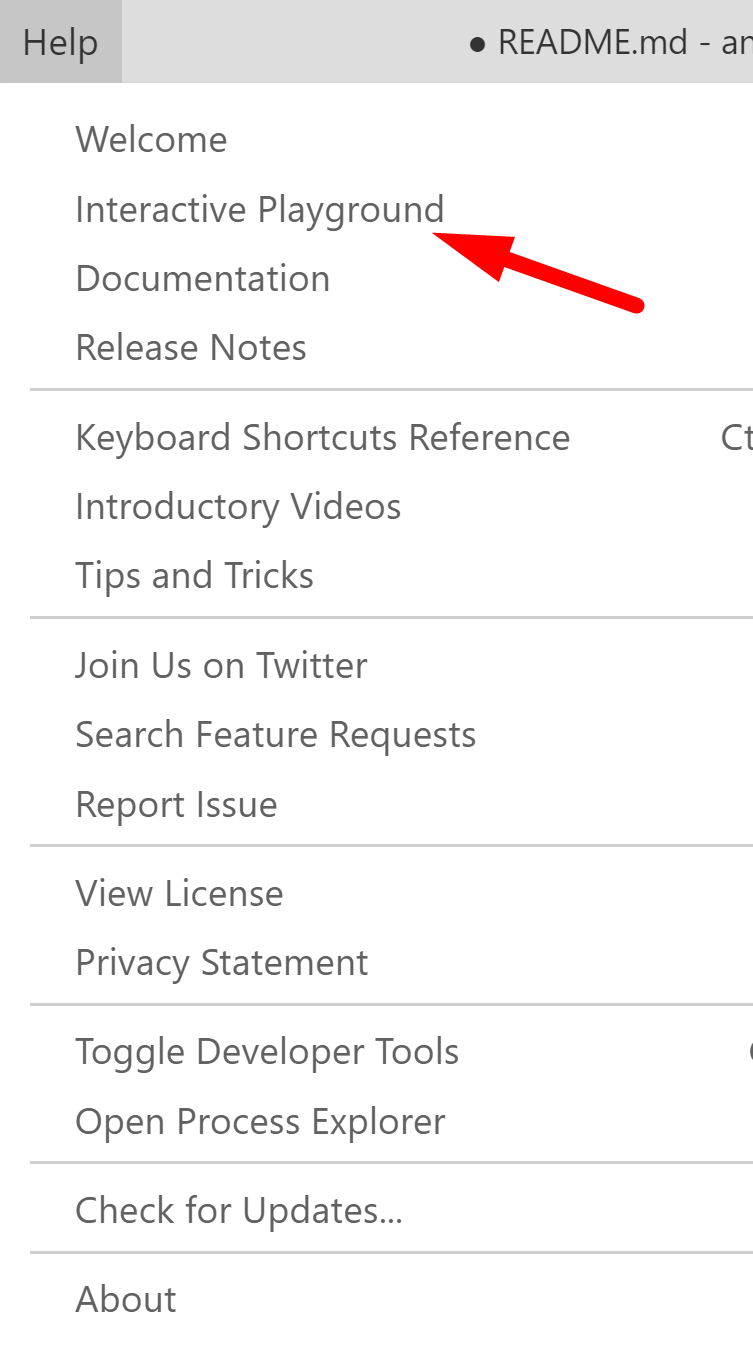 Help ● README.md - an
Welcome
Interactive Playground
Documentation
Release Notes
Keyboard Shortcuts Reference Ct
Introductory Videos
Tips and Tricks
Join Us on Twitter
Search Feature Requests
Report Issue
View License
Privacy Statement
Toggle Developer Tools
Open Process Explorer
Check for Updates...
About